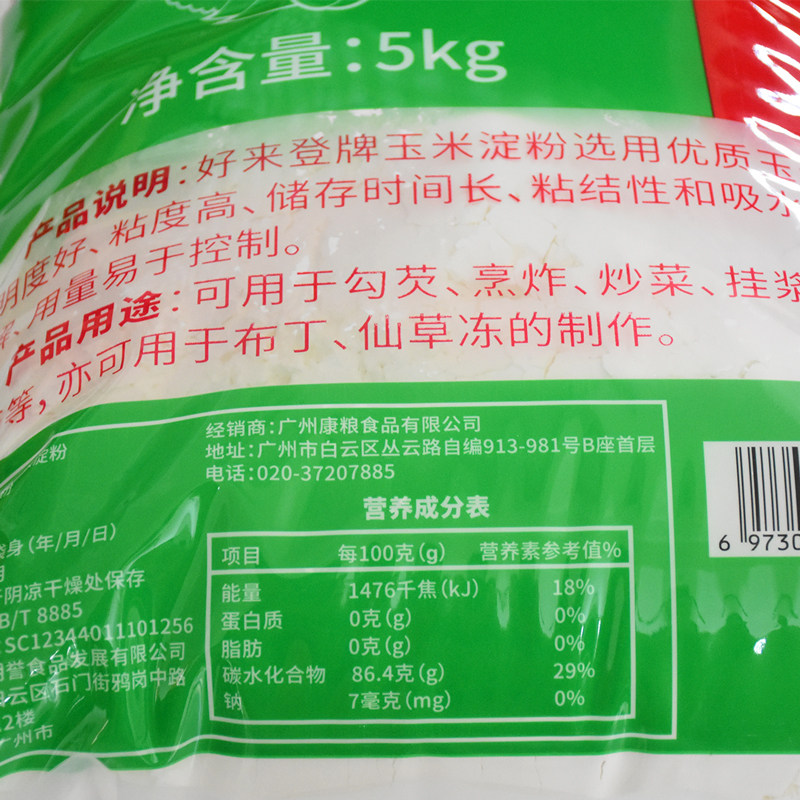 净含量：5kg
产品说明：好来登牌玉米淀粉选用优质玉
明度好、粘度高、储存时间长、粘结性和吸水
用量易于控制。
产品用途：可用于勾芡、烹炸、炒菜、挂浆
等，亦可用于布丁、仙草冻的制作。
淀粉
经销商：广州康粮食品有限公司
地址：广州市白云区丛云路自编913-981号B座首层
电话：020-37207885
营养成分表
项目 每100克(g) 营养素参考值%
能量 1476千焦(kJ) 18%
蛋白质 0克(g) 0%
脂肪 0克(g) 0%
碳水化合物 86.4克(g) 29%
钠 7毫克(mg) 0%
袋身(年/月/日)
月
阴凉干燥处保存
B/T 8885
SC12344011101256
誉食品发展有限公司
云区石门街鸦岗中路
2楼
广州市
6 9730